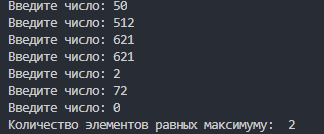 Введите число: 50
Введите число: 512
Введите число: 621
Введите число: 621
Введите число: 2
Введите число: 72
Введите число: 0
Количество элементов равных максимуму:  2